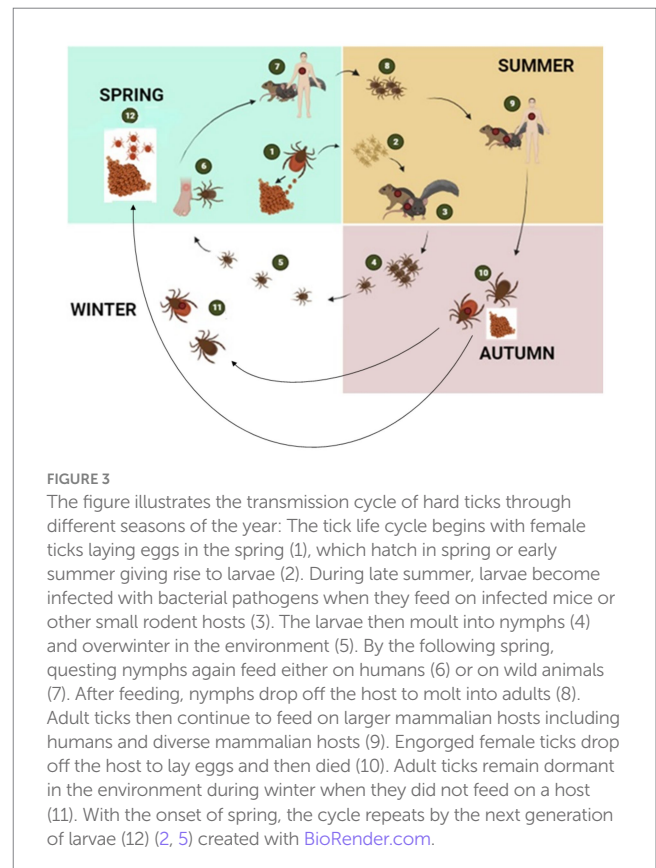 SPRING
SUMMER
WINTER
AUTUMN
12
7
8
9
1
2
6
3
5
4
10
11
FIGURE 3
The figure illustrates the transmission cycle of hard ticks through
different seasons of the year: The tick life cycle begins with female
ticks laying eggs in the spring (1), which hatch in spring or early
summer giving rise to larvae (2). During late summer, larvae become
infected with bacterial pathogens when they feed on infected mice or
other small rodent hosts (3). The larvae then moult into nymphs (4)
and overwinter in the environment (5). By the following spring,
questing nymphs again feed either on humans (6) or on wild animals
(7). After feeding, nymphs drop off the host to molt into adults (8).
Adult ticks then continue to feed on larger mammalian hosts including
humans and diverse mammalian hosts (9). Engorged female ticks drop
off the host to lay eggs and then died (10). Adult ticks remain dormant
in the environment during winter when they did not feed on a host
(11). With the onset of spring, the cycle repeats by the next generation
of larvae (12) (2, 5) created with BioRender.com.